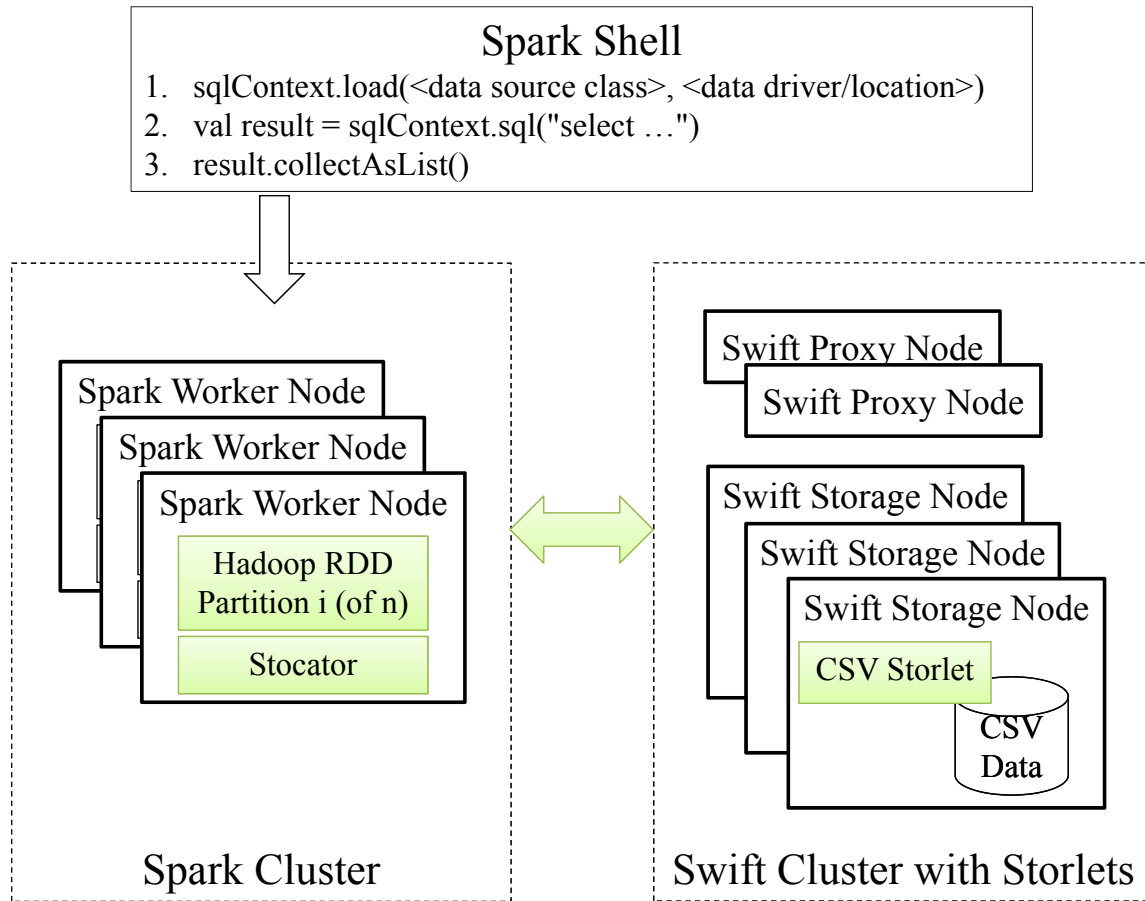 Spark Shell
1. sqlContext.load(<data source class>, <data driver/location>)
2. val result = sqlContext.sql("select …")
3. result.collectAsList()
Spark Worker Node
Spark Worker Node
Spark Worker Node
Hadoop RDD
Partition i (of n)
Stocator
Spark Cluster
Swift Proxy Node
Swift Proxy Node
Swift Storage Node
Swift Storage Node
Swift Storage Node
CSV Storlet
CSV
Data
Swift Cluster with Storlets